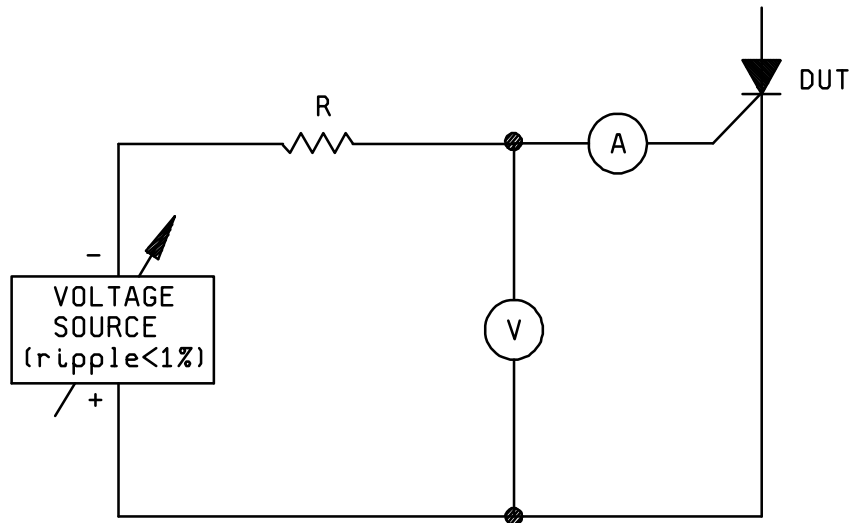 DUT
R
A
-
VOLTAGE
SOURCE
(ripple<1%)
V
+